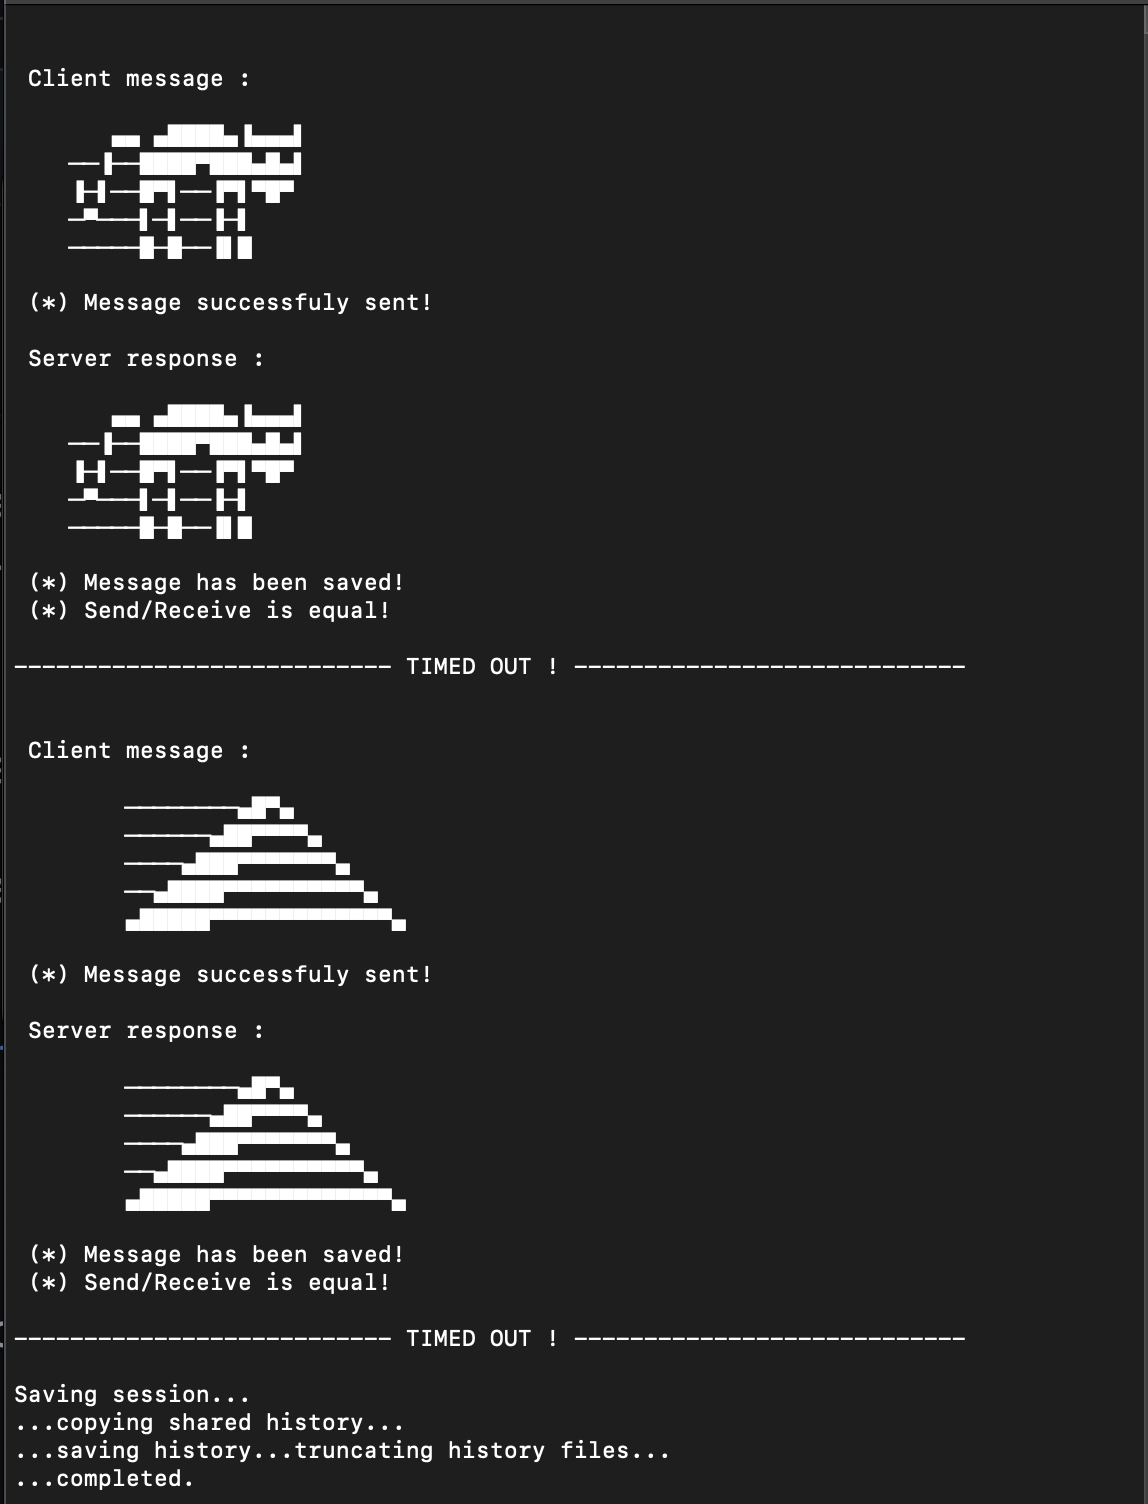 Client message :
(*) Message successfuly sent!
Server response :
(*) Message has been saved!
(*) Send/Receive is equal!
--------------------------- TIMED OUT ! ----------------------------
Client message :
(*) Message successfuly sent!
Server response :
(*) Message has been saved!
(*) Send/Receive is equal!
--------------------------- TIMED OUT ! ----------------------------
Saving session...
...copying shared history...
...saving history...truncating history files...
...completed.